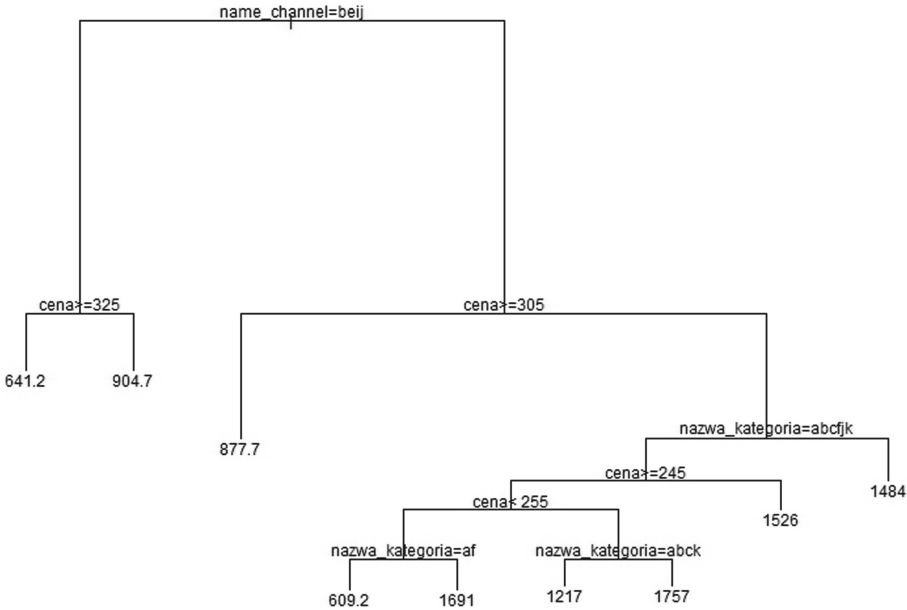 name_channel=beij
cena>=325
cena>=305
641.2
904.7
877.7
nazwa_kategoria=abcfjk
cena>=245
1484
cena< 255
1526
nazwa_kategoria=af
nazwa_kategoria=abck
609.2
1691
1217
1757